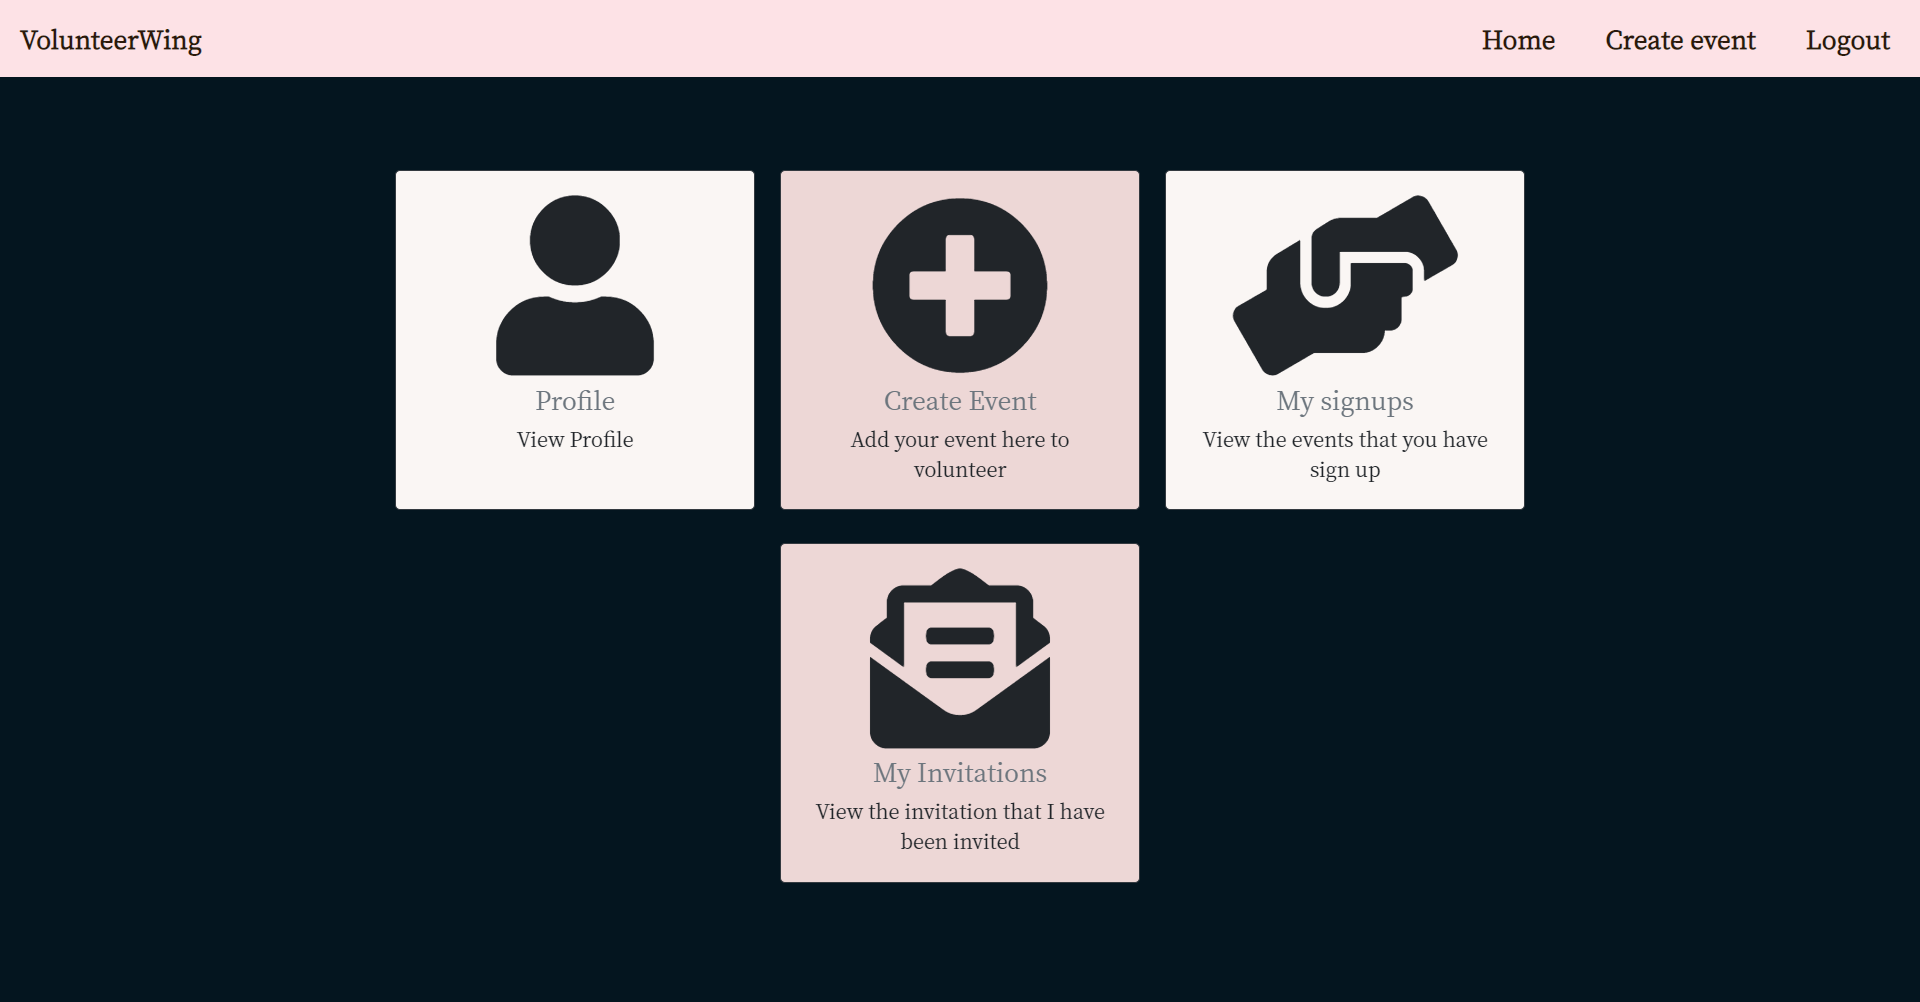 VolunteerWing
Home
Create event
Logout
Profile
View Profile
Create Event
Add your event here to
volunteer
My signups
View the events that you have
sign up
My Invitations
View the invitation that I have
been invited